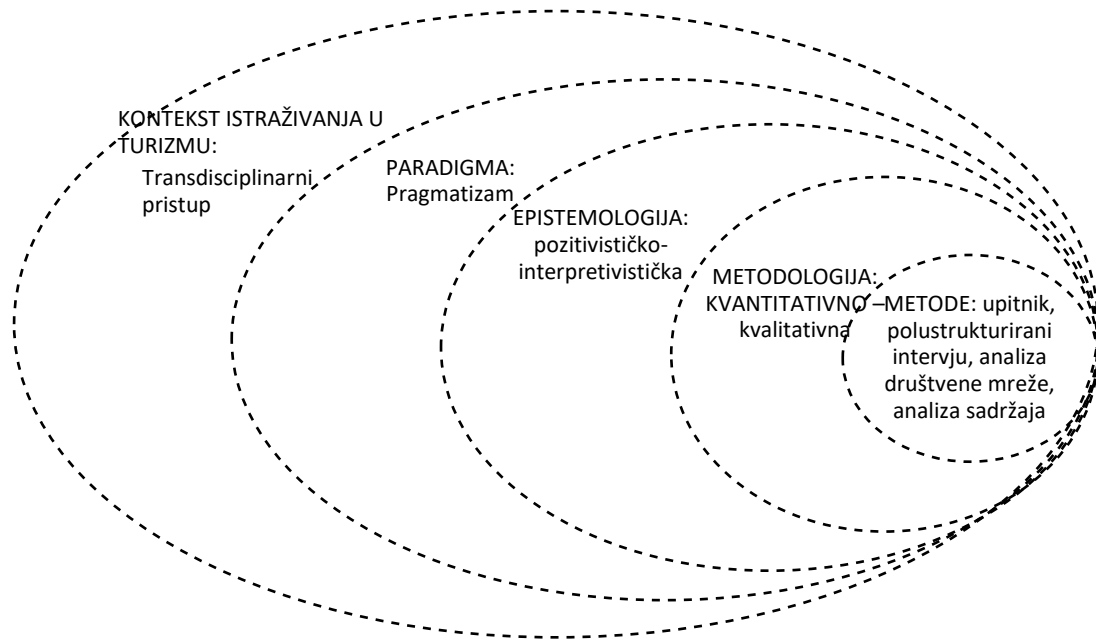 KONTEKST ISTRAŽIVANJA U
TURIZMU:
Transdisciplinarni
pristup
PARADIGMA:
Pragmatizam
EPISTEMOLOGIJA:
pozitivističko-
interpretivistička
METODOLOGIJA:
KVANTITATIVNO –
kvalitativna
METODE: upitnik,
polustrukturirani
intervju, analiza
društvene mreže,
analiza sadržaja